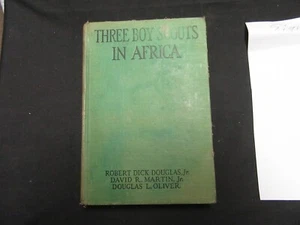 THREE BOY SCOUTS
IN AFRICA
ROBERT DICK DOUGLAS, Jr.
DAVID R. MARTIN, Jr.
DOUGLAS L. OLIVER